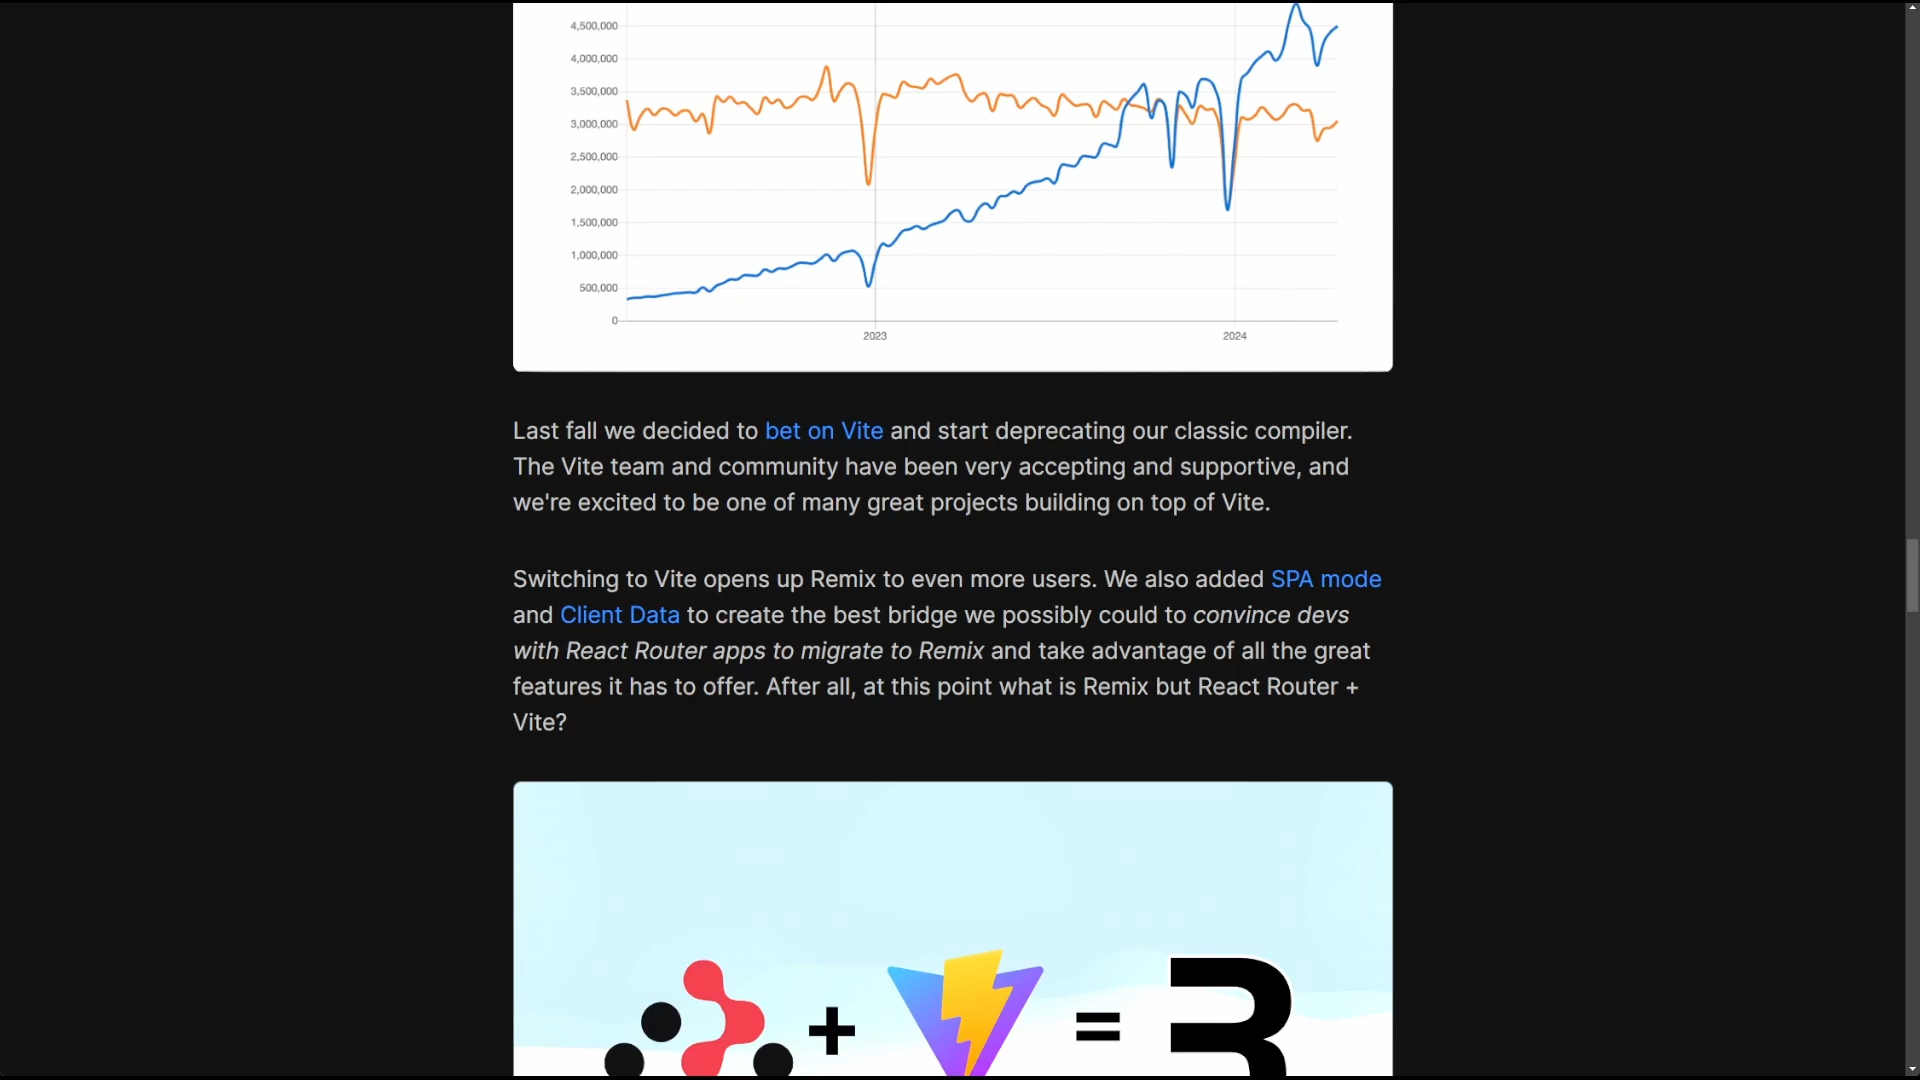 4,500,000
4,000,000
3,500,000
3,000,000
2,500,000
2,000,000
1,500,000
1,000,000
500,000
0
2023 2024
Last fall we decided to bet on Vite and start deprecating our classic compiler.
The Vite team and community have been very accepting and supportive, and
we're excited to be one of many great projects building on top of Vite.
Switching to Vite opens up Remix to even more users. We also added SPA mode
and Client Data to create the best bridge we possibly could to convince devs
with React Router apps to migrate to Remix and take advantage of all the great
features it has to offer. After all, at this point what is Remix but React Router +
Vite?
+ =